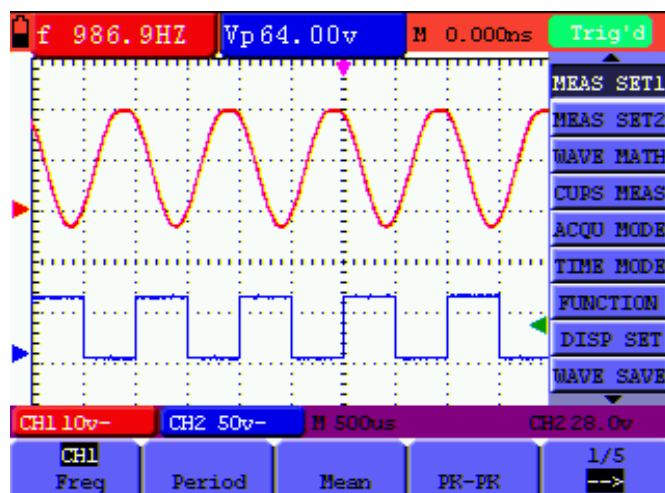 f 986.9HZ Vp64.00v M 0.000ns Trig'd
MEAS SET1
MEAS SET2
WAVE MATH
CURS MEAS
ACQU MODE
TIME MODE
FUNCTION
DISP SET
WAVE SAVE
CH1 10v- CH2 50v- M 500us CH2 28.0v
CH1
Freq Period Mean PK-PK 1/5
-->